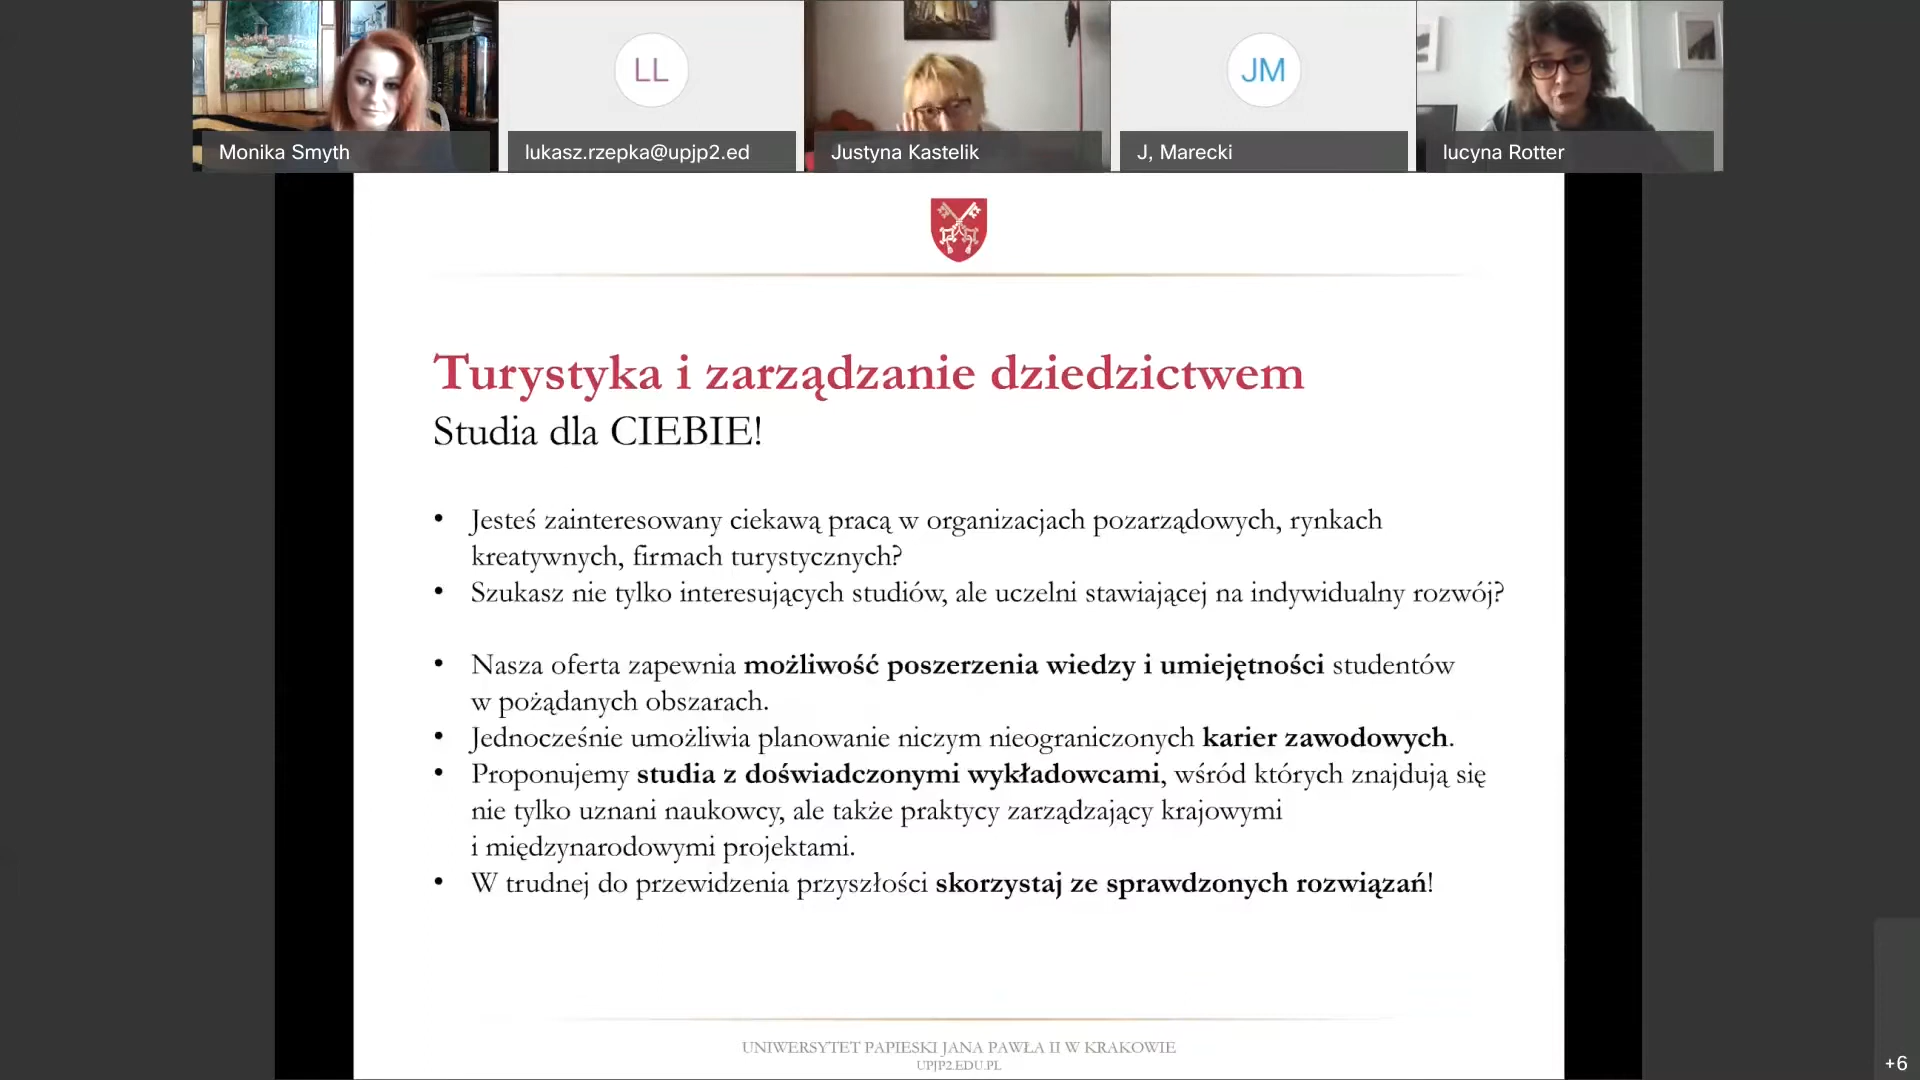 LL
JM
Monika Smyth
lukasz.rzepka@upjp2.ed
Justyna Kastelik
J, Marecki
lucyna Rotter
Turystyka i zarządzanie dziedzictwem
Studia dla CIEBIE!
• Jesteś zainteresowany ciekawą pracą w organizacjach pozarządowych, rynkach
kreatywnych, firmach turystycznych?
• Szukasz nie tylko interesujących studiów, ale uczelni stawiającej na indywidualny rozwój?
• Nasza oferta zapewnia możliwość poszerzenia wiedzy i umiejętności studentów
w pożądanych obszarach.
• Jednocześnie umożliwia planowanie niczym nieograniczonych karier zawodowych.
• Proponujemy studia z doświadczonymi wykładowcami, wśród których znajdują się
nie tylko uznani naukowcy, ale także praktycy zarządzający krajowymi
i międzynarodowymi projektami.
• W trudnej do przewidzenia przyszłości skorzystaj ze sprawdzonych rozwiązań!
UNIWERSYTET PAPIESKI JANA PAWŁA II W KRAKOWIE
UPJP2.EDU.PL
+6